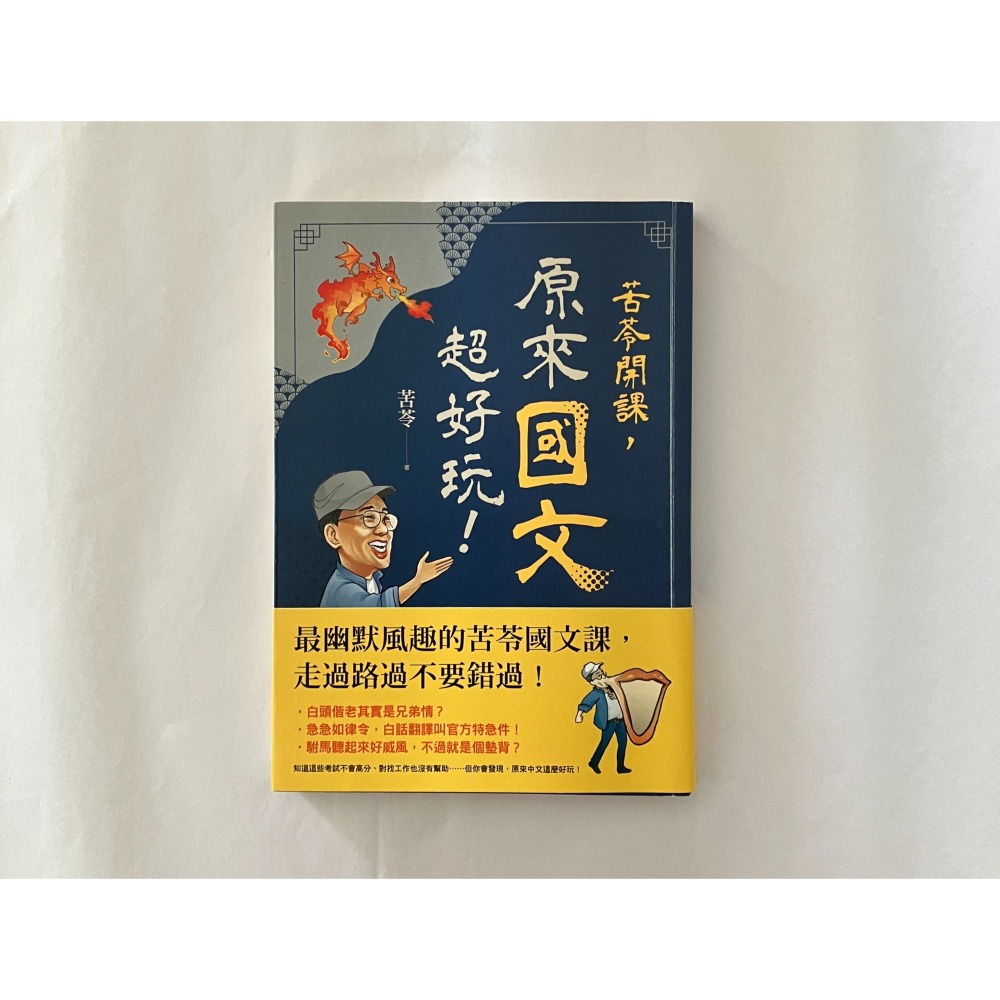 苦苓開課，
原來國文
超好玩！
苦苓──著
最幽默風趣的苦苓國文課，
走過路過不要錯過！
・白頭偕老其實是兄弟情？
・急急如律令，白話翻譯叫官方特急件！
・駙馬聽起來好威風，不過就是個墊背？
知道這些考試不會高分、對找工作也沒有幫助……但你會發現，原來中文這麼好玩！